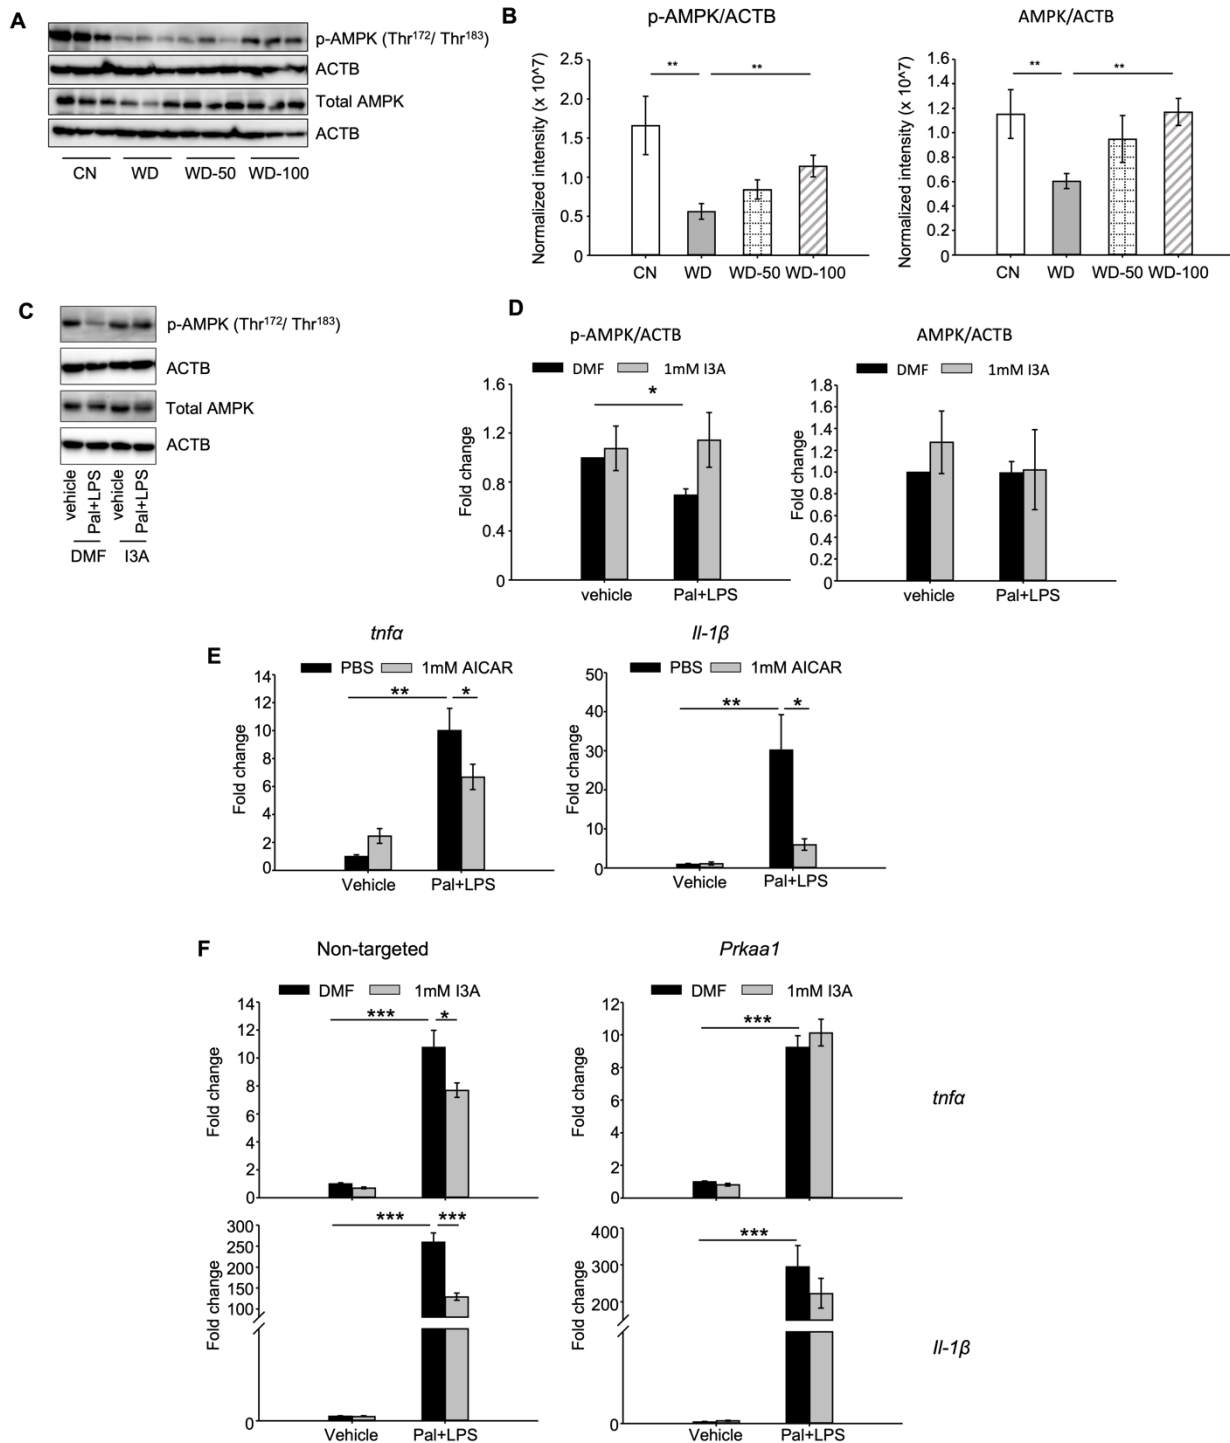 A
p-AMPK (Thr¹⁷²/ Thr¹⁸³)
ACTB
Total AMPK
ACTB
CN WD WD-50 WD-100
B
p-AMPK/ACTB
Normalized intensity (x 10^7)
2.5
2.0
1.5
1.0
0.5
0
** **
CN WD WD-50 WD-100
AMPK/ACTB
Normalized intensity (x 10^7)
1.6
1.4
1.2
1.0
0.8
0.6
0.4
0.2
0
** **
CN WD WD-50 WD-100
C
p-AMPK (Thr¹⁷²/ Thr¹⁸³)
ACTB
Total AMPK
ACTB
vehicle
Pal+LPS
vehicle
Pal+LPS
DMF I3A
D
p-AMPK/ACTB
DMF 1mM I3A
Fold change
1.6
1.2
0.8
0.4
0
*
vehicle Pal+LPS
AMPK/ACTB
DMF 1mM I3A
Fold change
1.8
1.6
1.4
1.2
1.0
0.8
0.6
0.4
0.2
0
vehicle Pal+LPS
E
tnfα
PBS 1mM AICAR
Fold change
14
12
10
8
6
4
2
0
** *
Vehicle Pal+LPS
Il-1β
PBS 1mM AICAR
Fold change
50
40
30
20
10
0
** *
Vehicle Pal+LPS
F
Non-targeted
DMF 1mM I3A
Fold change
14
12
10
8
6
4
2
0
*** *
Prkaa1
DMF 1mM I3A
Fold change
12
10
8
6
4
2
0
***
tnfα
Fold change
300
250
200
150
100
0
*** ***
Vehicle Pal+LPS
Fold change
400
300
200
0
***
Vehicle Pal+LPS
Il-1β